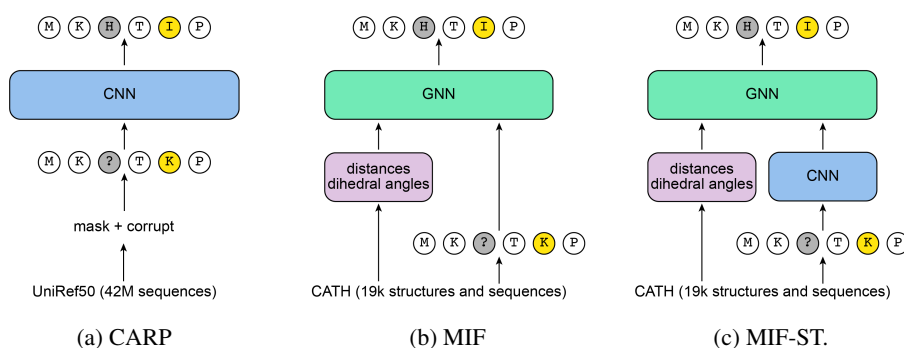 M K H T I P
CNN
M K ? T K P
mask + corrupt
UniRef50 (42M sequences)
(a) CARP
M K H T I P
GNN
distances
dihedral angles
M K ? T K P
CATH (19k structures and sequences)
(b) MIF
M K H T I P
GNN
distances
dihedral angles
CNN
M K ? T K P
CATH (19k structures and sequences)
(c) MIF-ST.